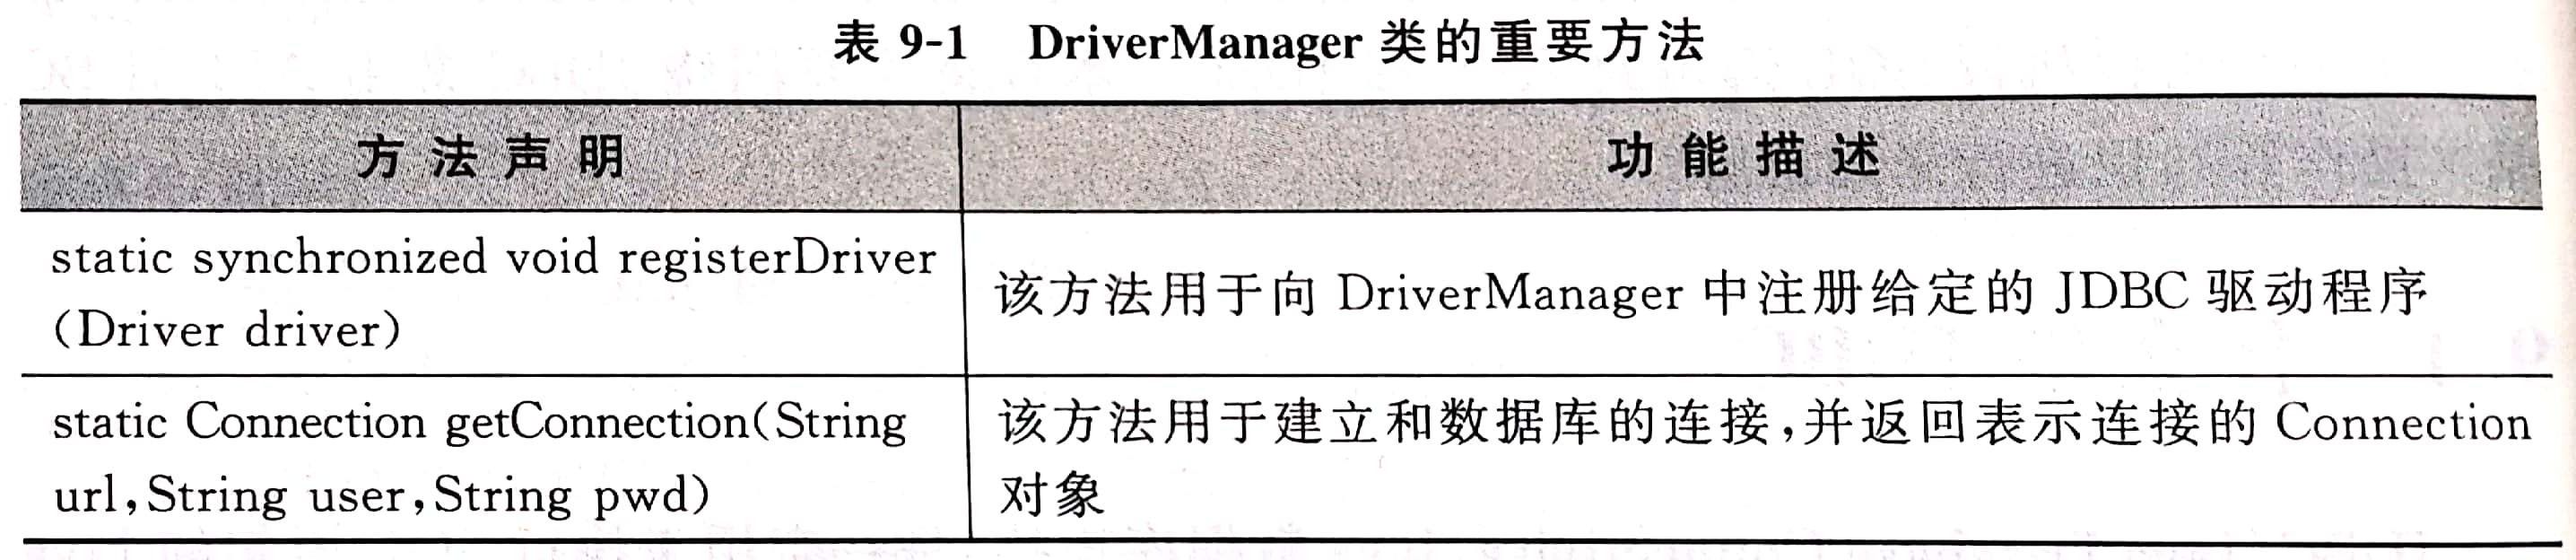 表 9-1 DriverManager 类的重要方法
方法声明
功能描述
static synchronized void registerDriver
(Driver driver)
该方法用于向 DriverManager 中注册给定的 JDBC 驱动程序
static Connection getConnection(String
url,String user,String pwd)
该方法用于建立和数据库的连接,并返回表示连接的 Connection
对象